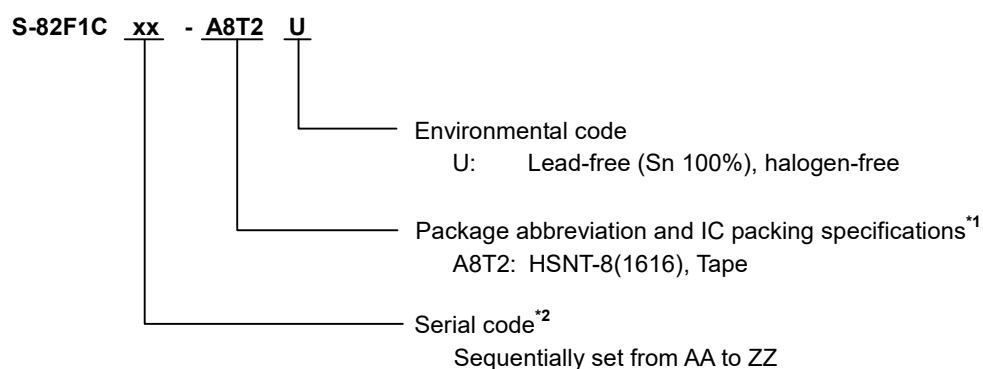 S-82F1C xx - A8T2 U
Environmental code
U: Lead-free (Sn 100%), halogen-free
Package abbreviation and IC packing specifications*1
A8T2: HSNT-8(1616), Tape
Serial code*2
Sequentially set from AA to ZZ